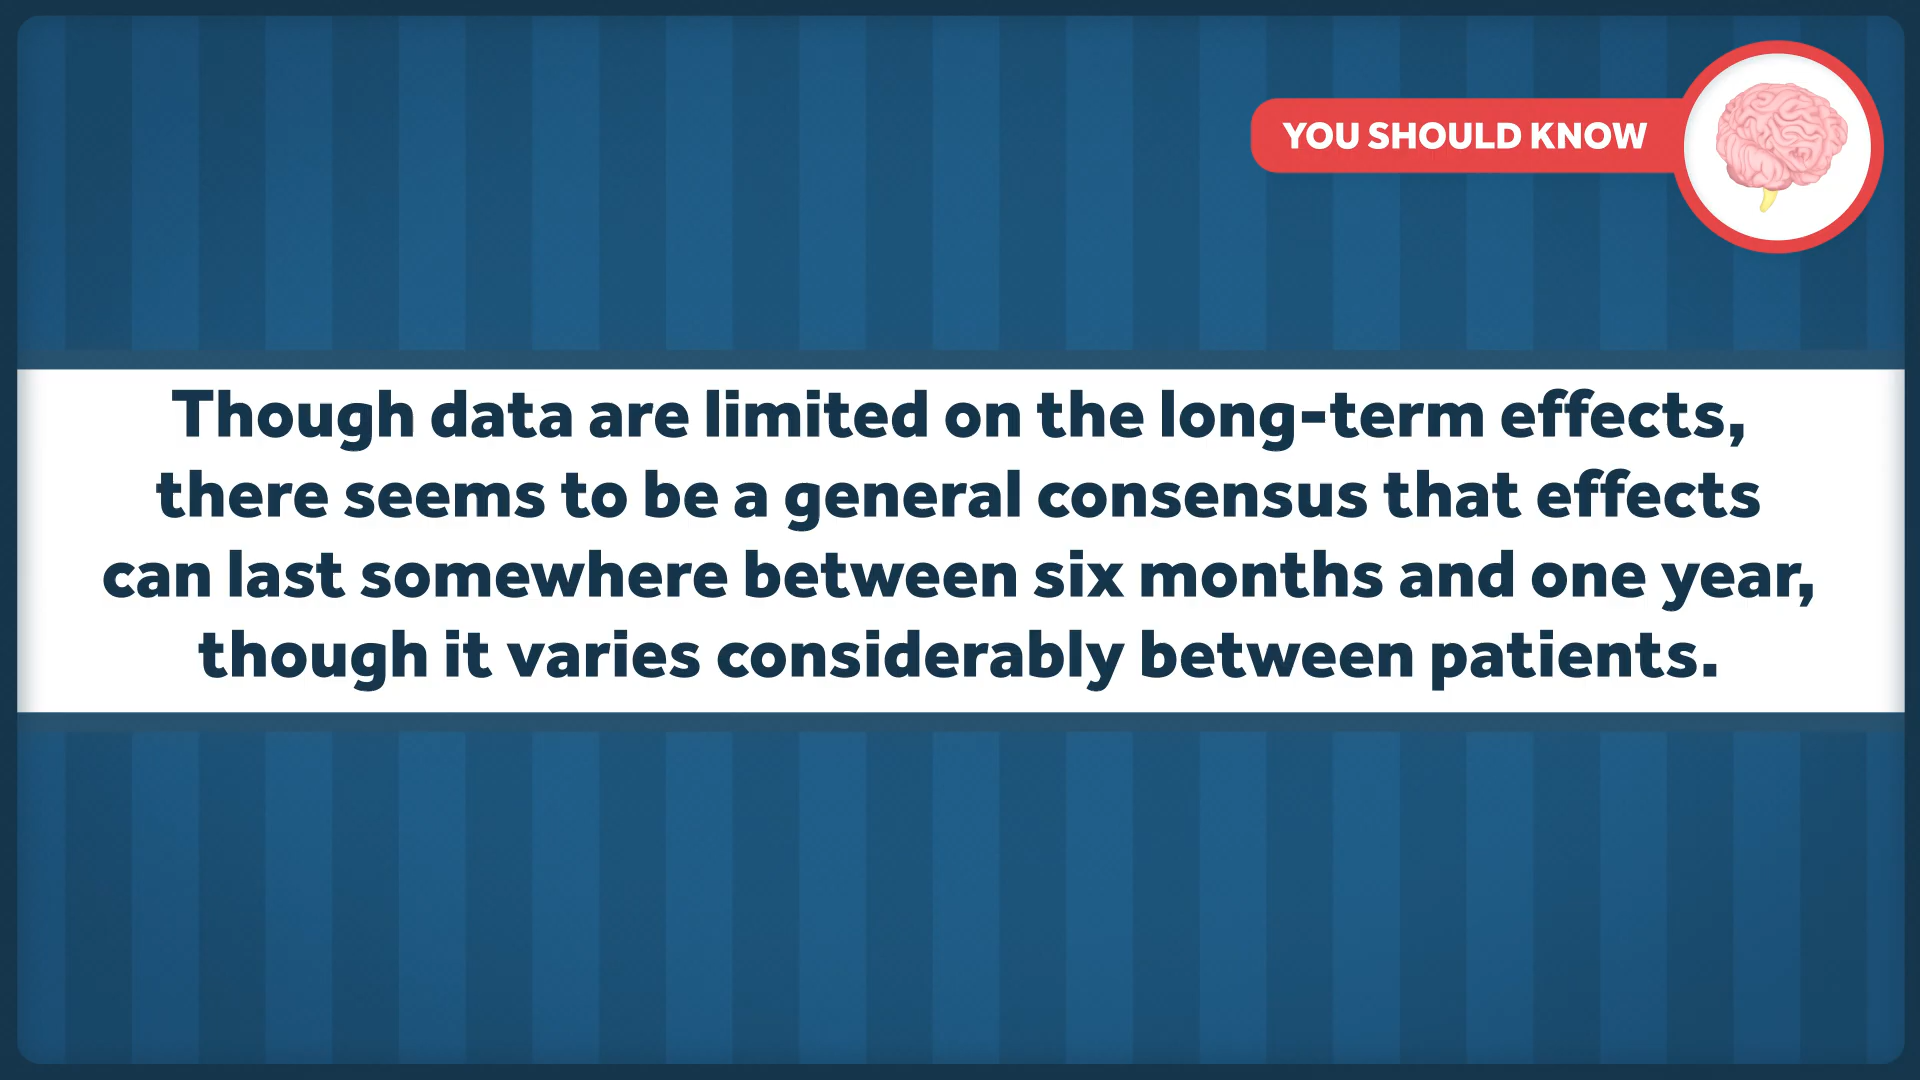 YOU SHOULD KNOW
Though data are limited on the long-term effects,
there seems to be a general consensus that effects
can last somewhere between six months and one year,
though it varies considerably between patients.